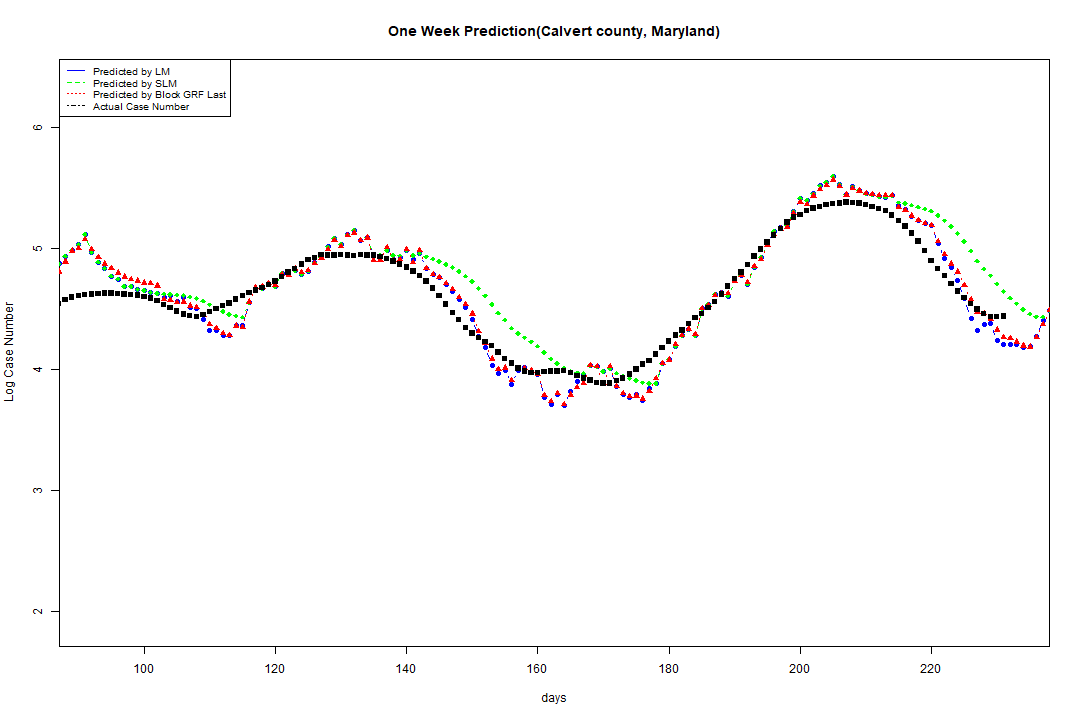 One Week Prediction(Calvert county, Maryland)
Predicted by LM
Predicted by SLM
Predicted by Block GRF Last
Actual Case Number
6
5
4
3
2
Log Case Number
100 120 140 160 180 200 220
days